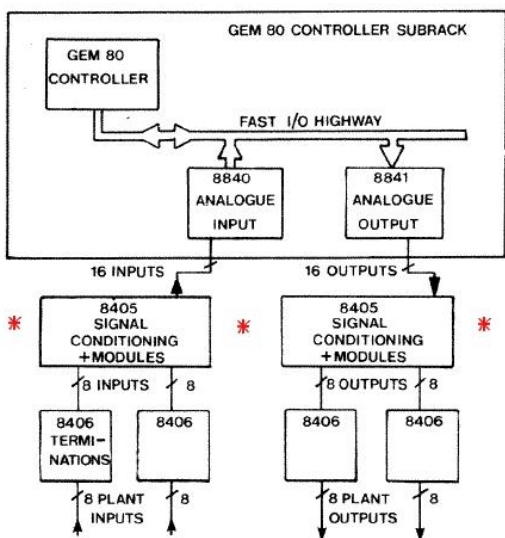 GEM 80 CONTROLLER SUBRACK
GEM 80
CONTROLLER
FAST I/O HIGHWAY
8840
ANALOGUE
INPUT
8841
ANALOGUE
OUTPUT
16 INPUTS
16 OUTPUTS
* * *
8405
SIGNAL
CONDITIONING
+MODULES
8405
SIGNAL
CONDITIONING
+MODULES
8 INPUTS
8
8 OUTPUTS
8
8406
TERMI-
NATIONS
8406
8406
8406
8 PLANT
INPUTS
8
8 PLANT
OUTPUTS
8